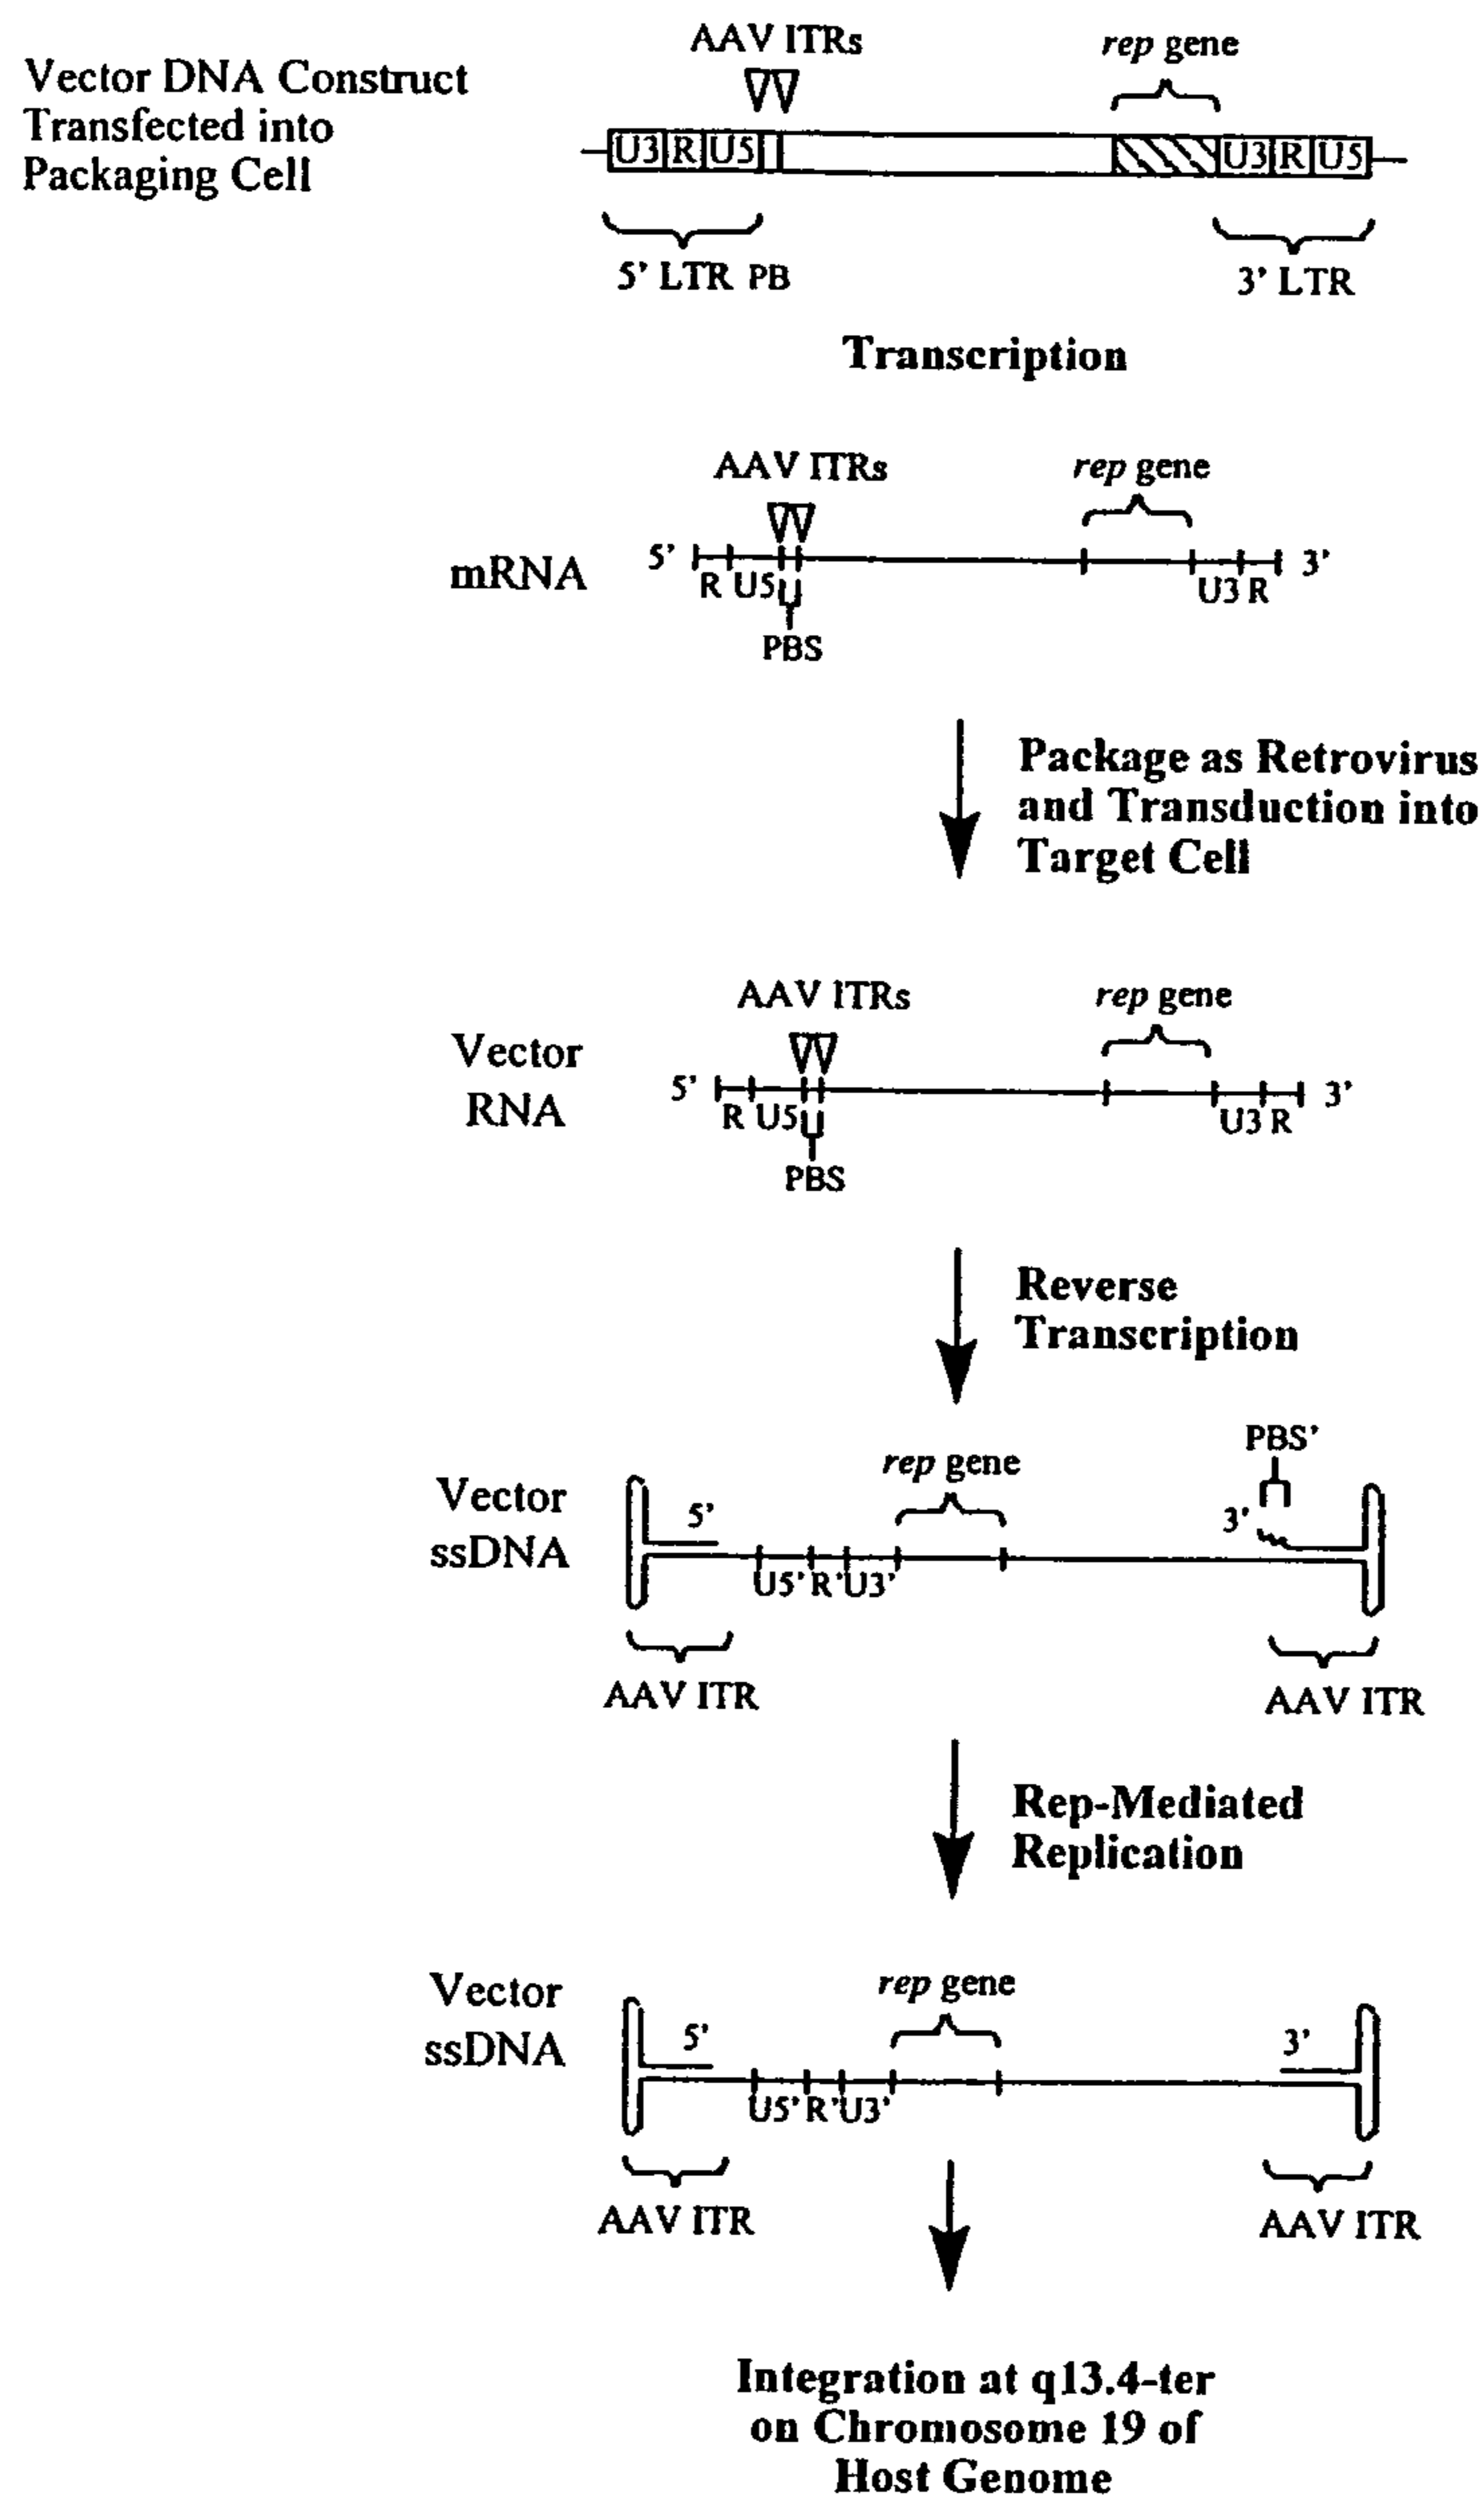 Vector DNA Construct
Transfected into
Packaging Cell
AAV ITRs
rep gene
U3 R U5
U3 R U5
5' LTR PB
3' LTR
Transcription
mRNA
AAV ITRs
rep gene
5'
3'
R U5
U3 R
PBS
Package as Retrovirus
and Transduction into
Target Cell
Vector
RNA
AAV ITRs
rep gene
5'
3'
R U5
U3 R
PBS
Reverse
Transcription
Vector
ssDNA
PBS'
rep gene
5'
3'
U5' R' U3'
AAV ITR
AAV ITR
Rep-Mediated
Replication
Vector
ssDNA
rep gene
5'
3'
U5' R' U3'
AAV ITR
AAV ITR
Integration at q13.4-ter
on Chromosome 19 of
Host Genome